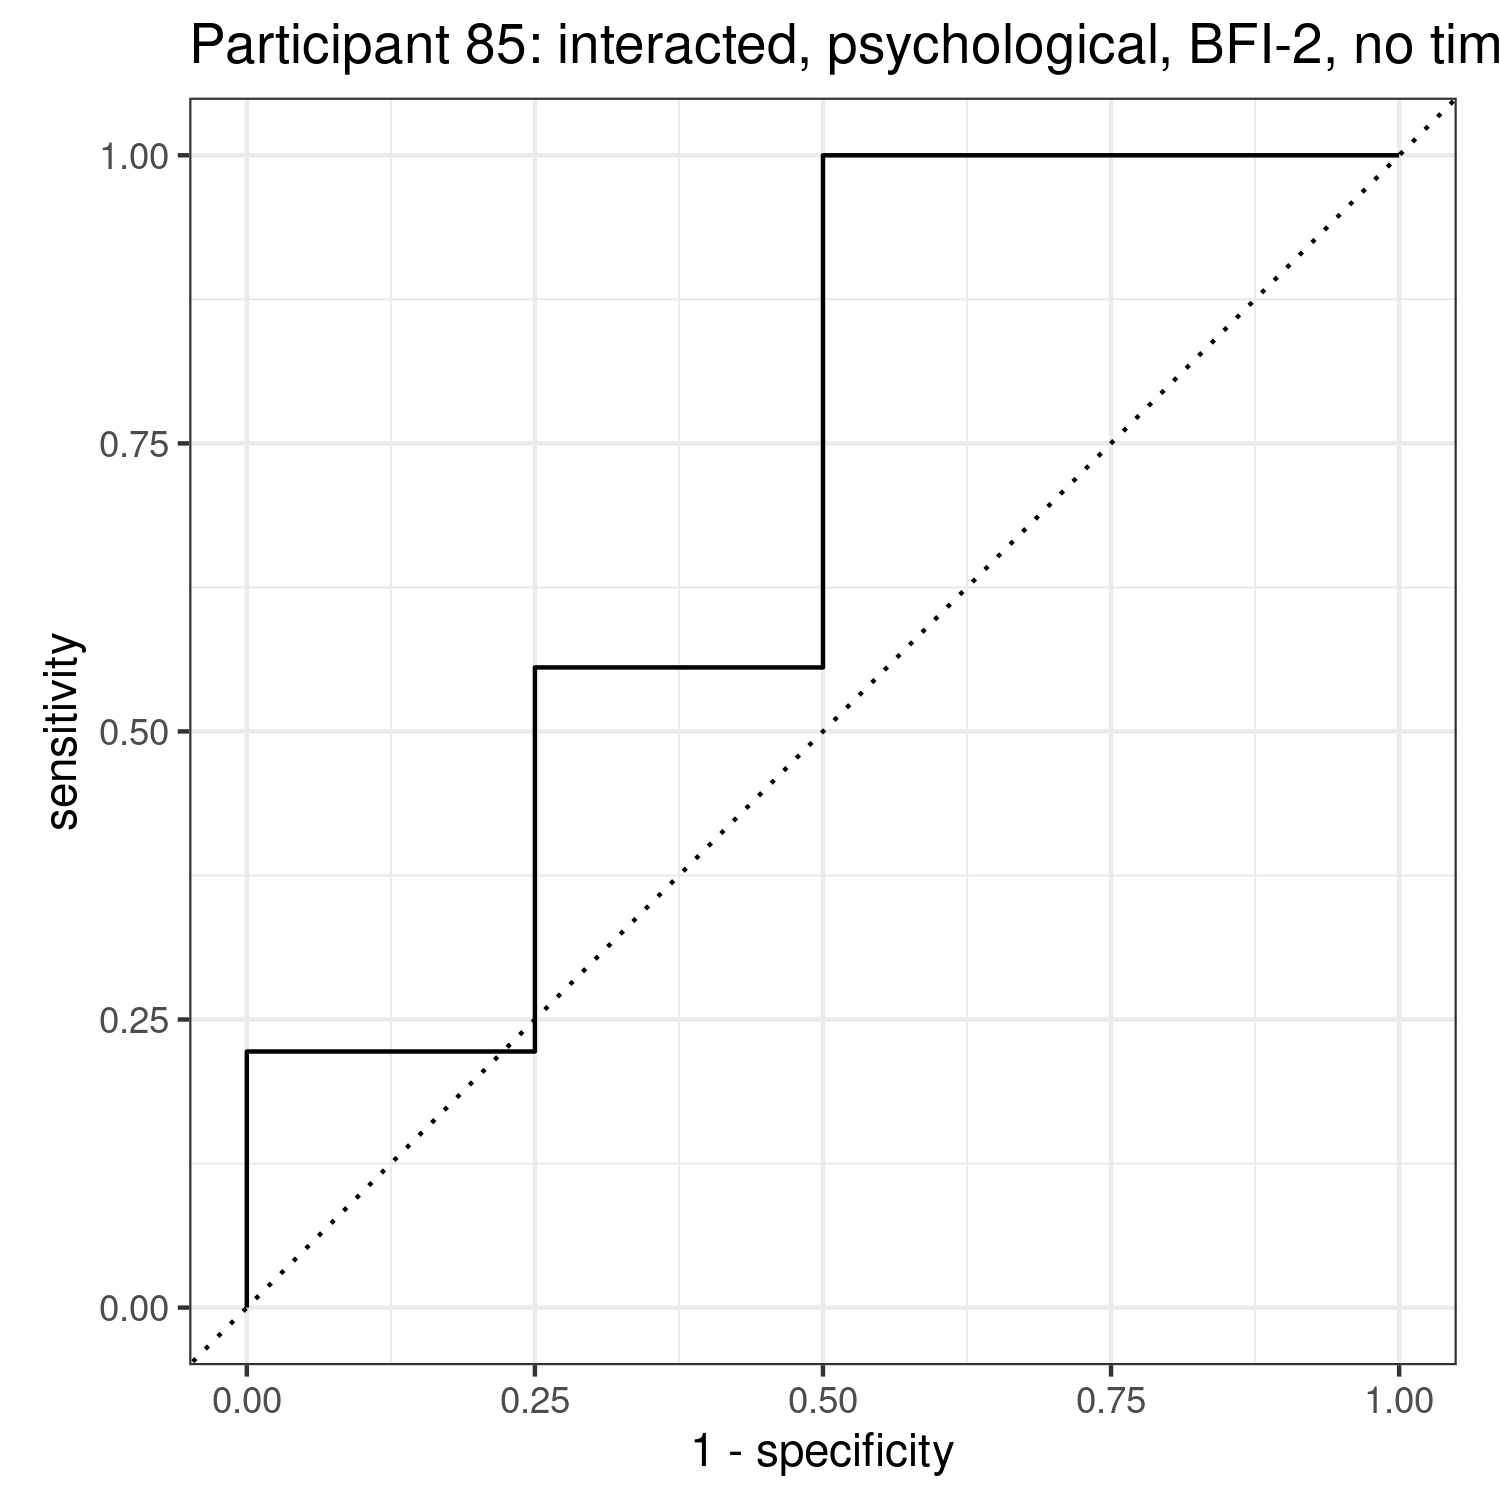 Participant 85: interacted, psychological, BFI-2, no tim
1.00
0.75
0.50
0.25
0.00
sensitivity
0.00 0.25 0.50 0.75 1.00
1 - specificity